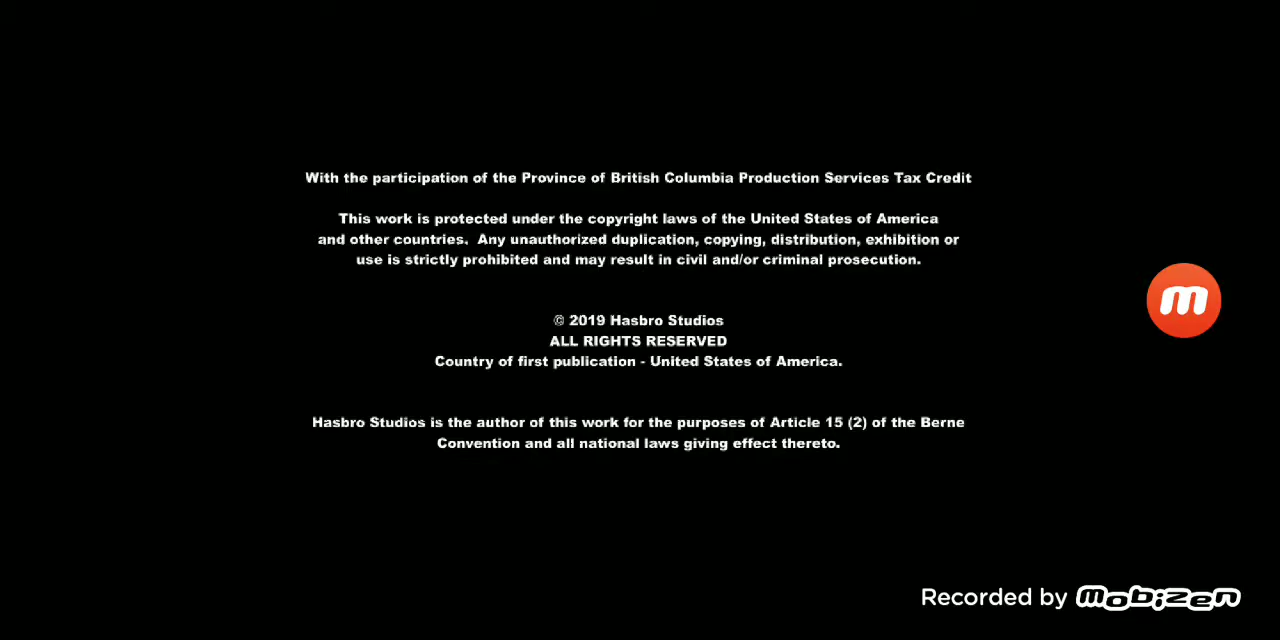 With the participation of the Province of British Columbia Production Services Tax Credit
This work is protected under the copyright laws of the United States of America
and other countries.  Any unauthorized duplication, copying, distribution, exhibition or
use is strictly prohibited and may result in civil and/or criminal prosecution.
© 2019 Hasbro Studios
ALL RIGHTS RESERVED
Country of first publication - United States of America.
Hasbro Studios is the author of this work for the purposes of Article 15 (2) of the Berne
Convention and all national laws giving effect thereto.
m
Recorded by mobizen